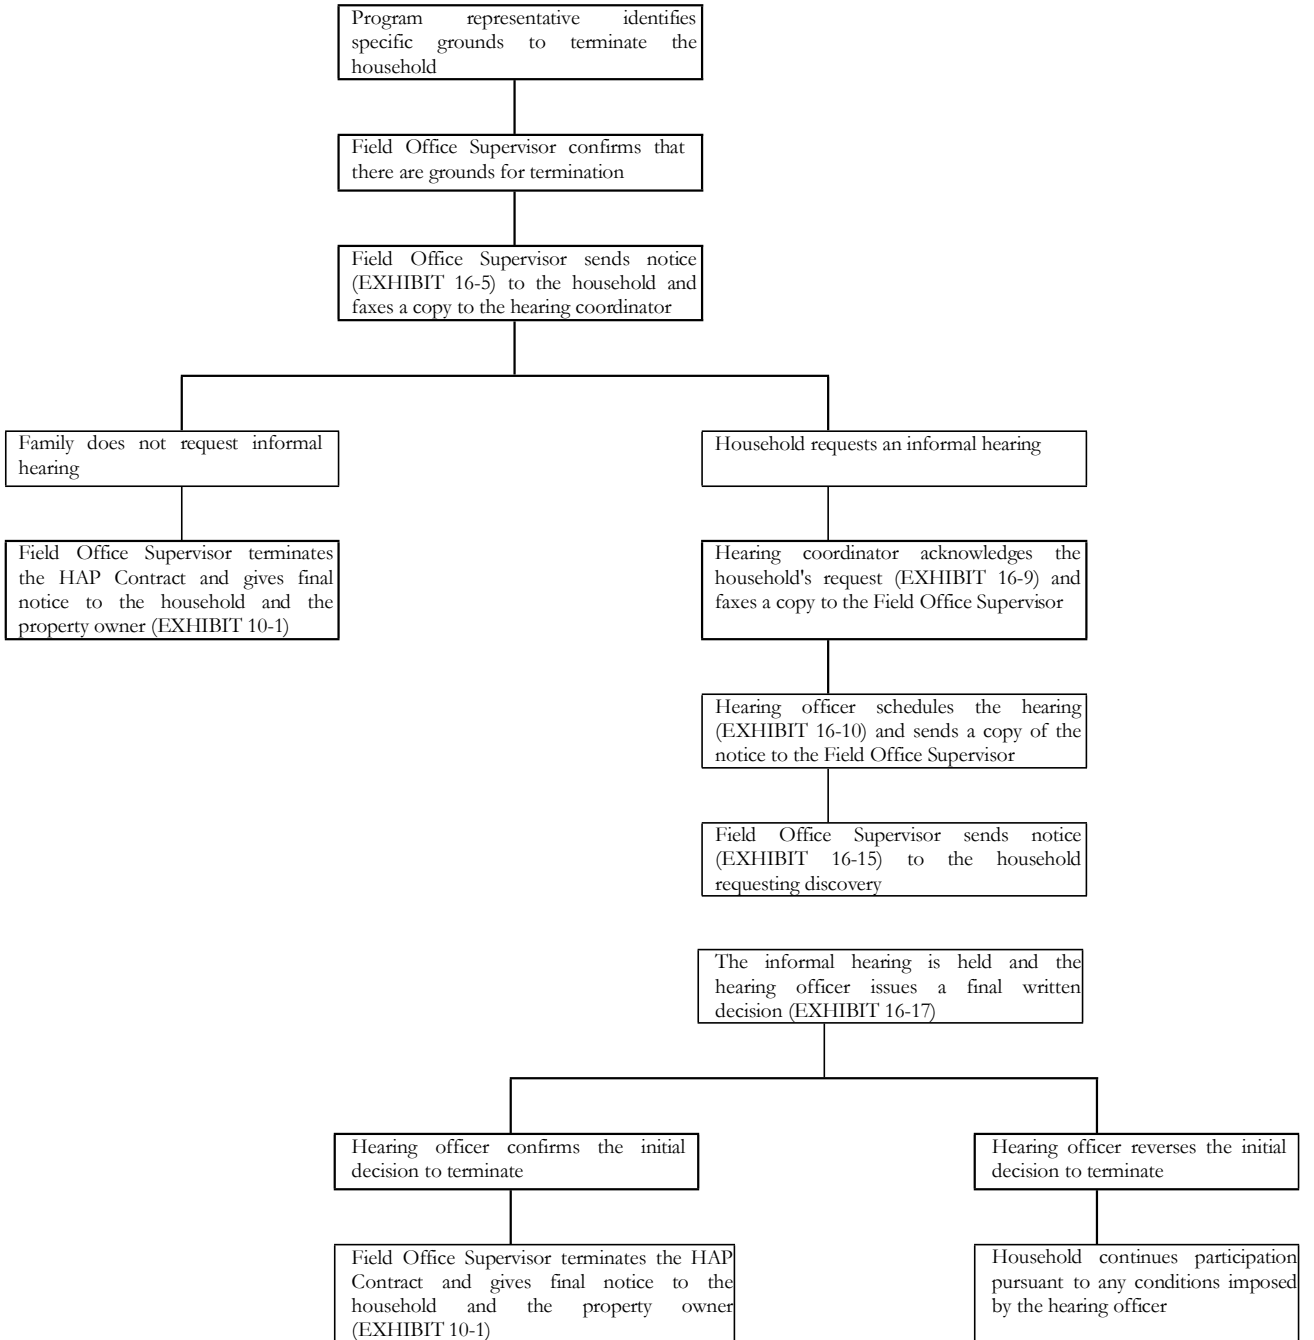 Program representative identifies
specific grounds to terminate the
household
Field Office Supervisor confirms that
there are grounds for termination
Field Office Supervisor sends notice
(EXHIBIT 16-5) to the household and
faxes a copy to the hearing coordinator
Family does not request informal
hearing
Household requests an informal hearing
Field Office Supervisor terminates
the HAP Contract and gives final
notice to the household and the
property owner (EXHIBIT 10-1)
Hearing coordinator acknowledges the
household's request (EXHIBIT 16-9) and
faxes a copy to the Field Office Supervisor
Hearing officer schedules the hearing
(EXHIBIT 16-10) and sends a copy of the
notice to the Field Office Supervisor
Field Office Supervisor sends notice
(EXHIBIT 16-15) to the household
requesting discovery
The informal hearing is held and the
hearing officer issues a final written
decision (EXHIBIT 16-17)
Hearing officer confirms the initial
decision to terminate
Hearing officer reverses the initial
decision to terminate
Field Office Supervisor terminates the HAP
Contract and gives final notice to the
household and the property owner
(EXHIBIT 10-1)
Household continues participation
pursuant to any conditions imposed
by the hearing officer